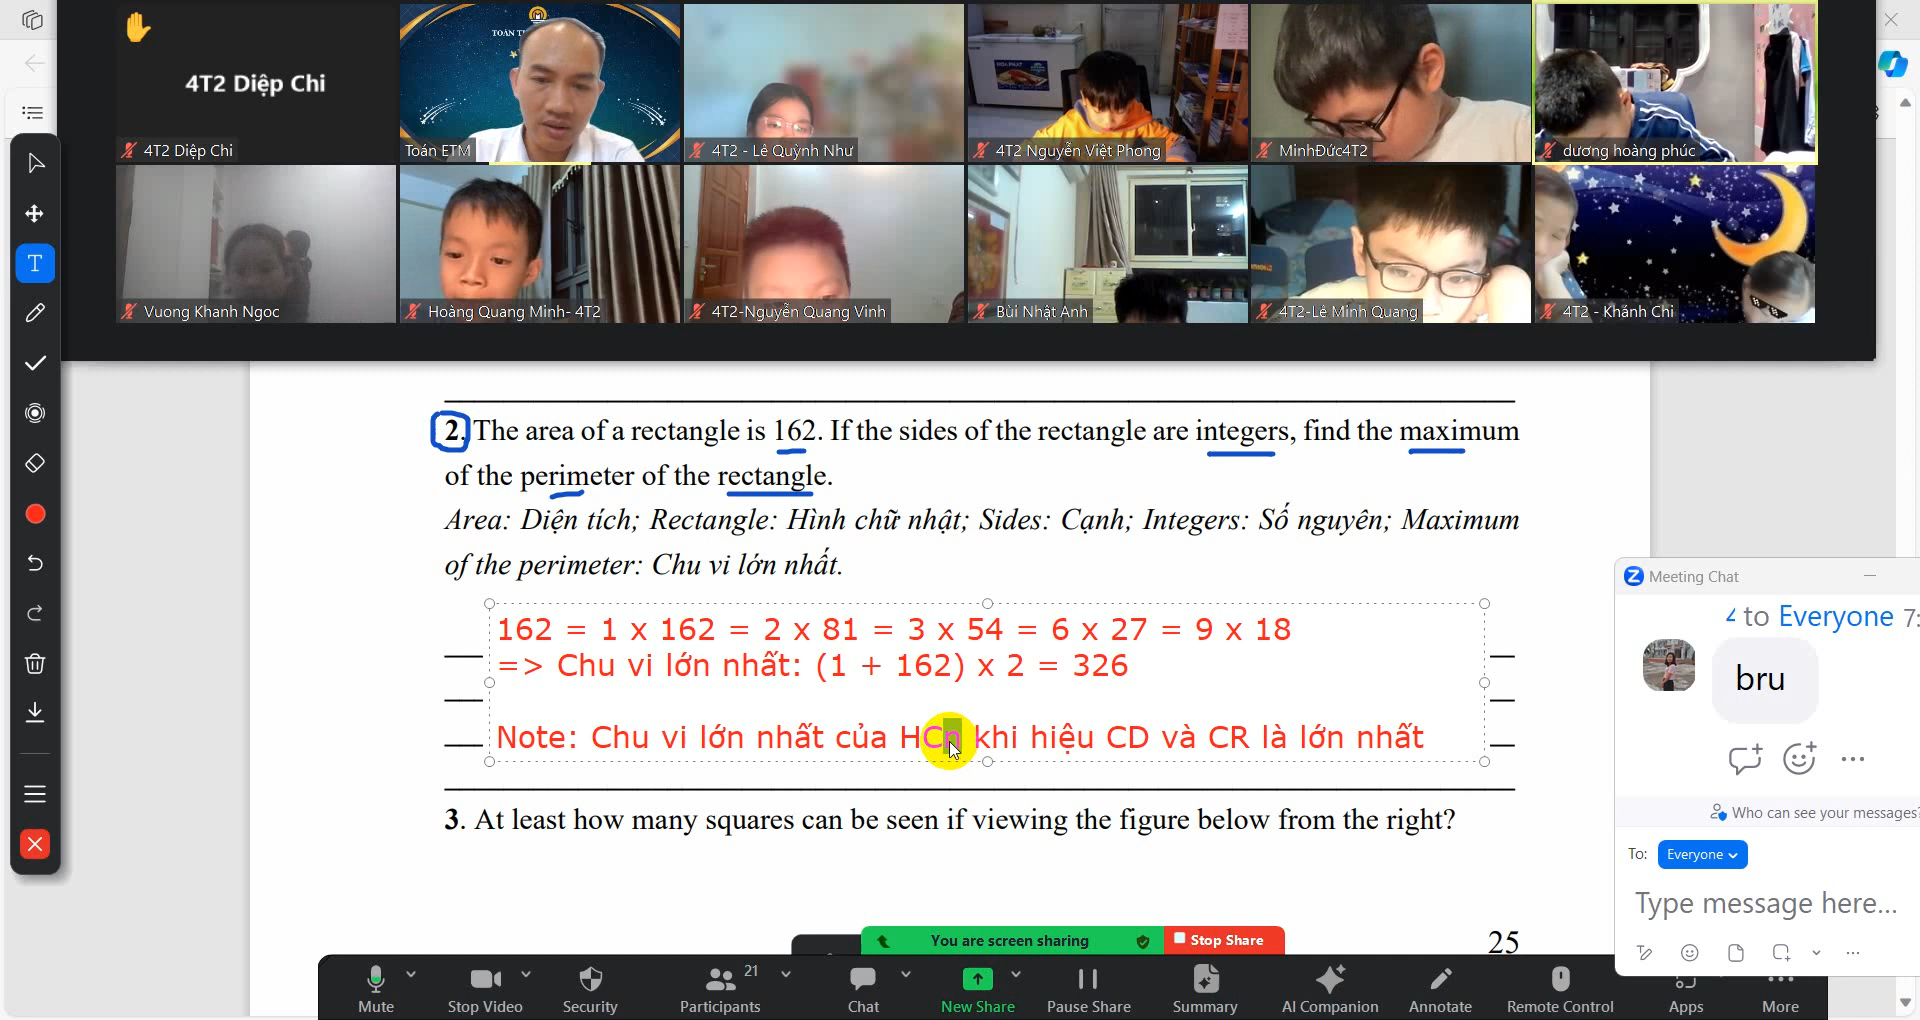 4T2 Diệp Chi
4T2 Diệp Chi
TOÁN T
Toán ETM
4T2 - Lê Quỳnh Như
HOA PHAT
4T2 Nguyễn Việt Phong
MinhĐức4T2
dương hoàng phúc
Vuong Khanh Ngoc
Hoàng Quang Minh- 4T2
4T2-Nguyễn Quang Vinh
Bùi Nhật Anh
4T2-Lê Minh Quang
4T2 - Khánh Chi
2. The area of a rectangle is 162. If the sides of the rectangle are integers, find the maximum
of the perimeter of the rectangle.
Area: Diện tích; Rectangle: Hình chữ nhật; Sides: Cạnh; Integers: Số nguyên; Maximum
of the perimeter: Chu vi lớn nhất.
162 = 1 x 162 = 2 x 81 = 3 x 54 = 6 x 27 = 9 x 18
=> Chu vi lớn nhất: (1 + 162) x 2 = 326
Note: Chu vi lớn nhất của HCn khi hiệu CD và CR là lớn nhất
3. At least how many squares can be seen if viewing the figure below from the right?
25
Meeting Chat
to Everyone 7:
bru
Who can see your messages?
To: Everyone
Type message here...
You are screen sharing
Stop Share
Mute
Stop Video
Security
Participants
21
Chat
New Share
Pause Share
Summary
AI Companion
Annotate
Remote Control
Apps
More